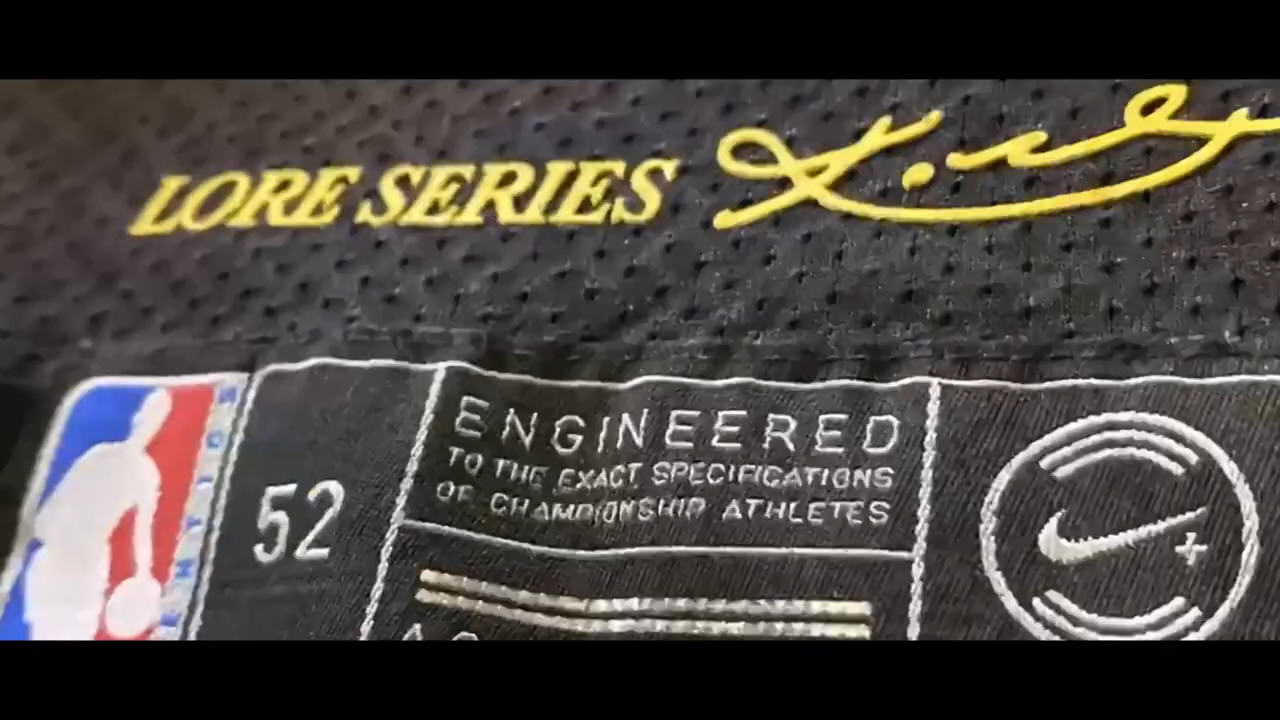 LORE SERIES
52
ENGINEERED
TO THE EXACT SPECIFICATIONS
OF CHAMPIONSHIP ATHLETES